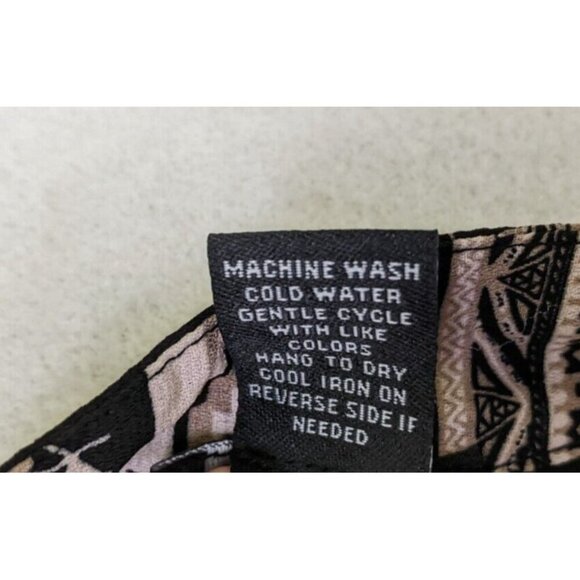 MACHINE WASH
COLD WATER
GENTLE CYCLE
WITH LIKE
COLORS
HANG TO DRY
COOL IRON ON
REVERSE SIDE IF
NEEDED